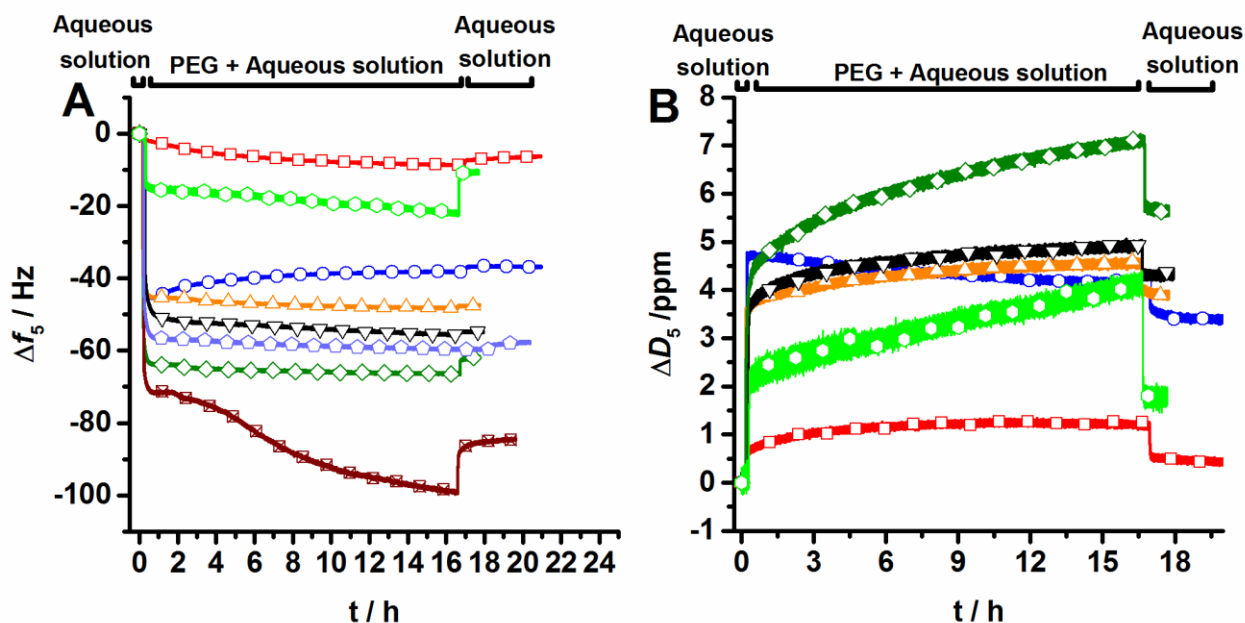 Aqueous
solution
PEG + Aqueous solution
Aqueous
solution
A
0
-20
-40
-60
-80
-100
Δf5 / Hz
0 2 4 6 8 10 12 14 16 18 20 22 24
t / h
Aqueous
solution
PEG + Aqueous solution
Aqueous
solution
B
8
7
6
5
4
3
2
1
0
-1
ΔD5 /ppm
0 3 6 9 12 15 18
t / h